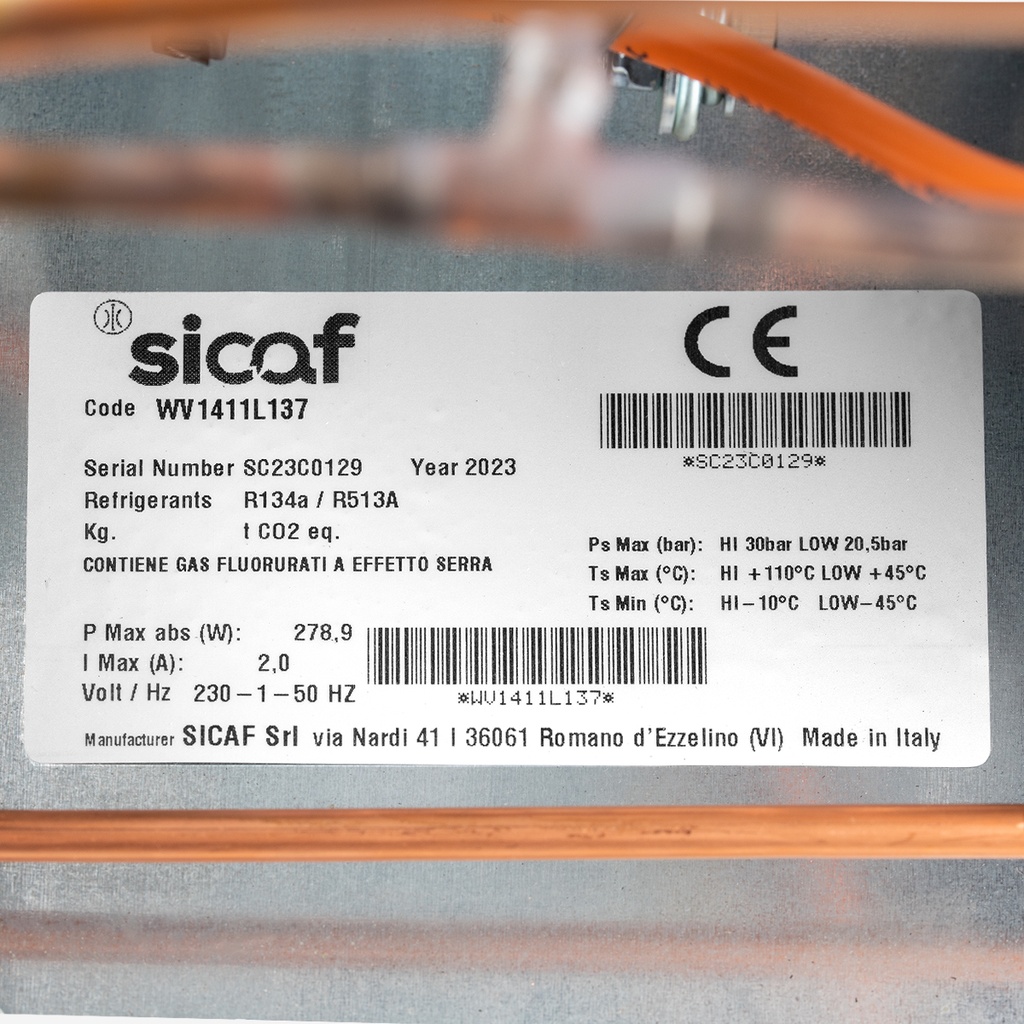 sicaf
CE
Code WV1411L137
*SC23C0129*
Serial Number SC23C0129 Year 2023
Refrigerants R134a / R513A
Kg. t CO2 eq.
CONTIENE GAS FLUORURATI A EFFETTO SERRA
Ps Max (bar): HI 30bar LOW 20,5bar
Ts Max (°C): HI +110°C LOW +45°C
Ts Min (°C): HI-10°C LOW-45°C
P Max abs (W): 278,9
I Max (A): 2,0
Volt / Hz 230-1-50 HZ
*WV1411L137*
Manufacturer SICAF Srl via Nardi 41 I 36061 Romano d'Ezzelino (VI) Made in Italy